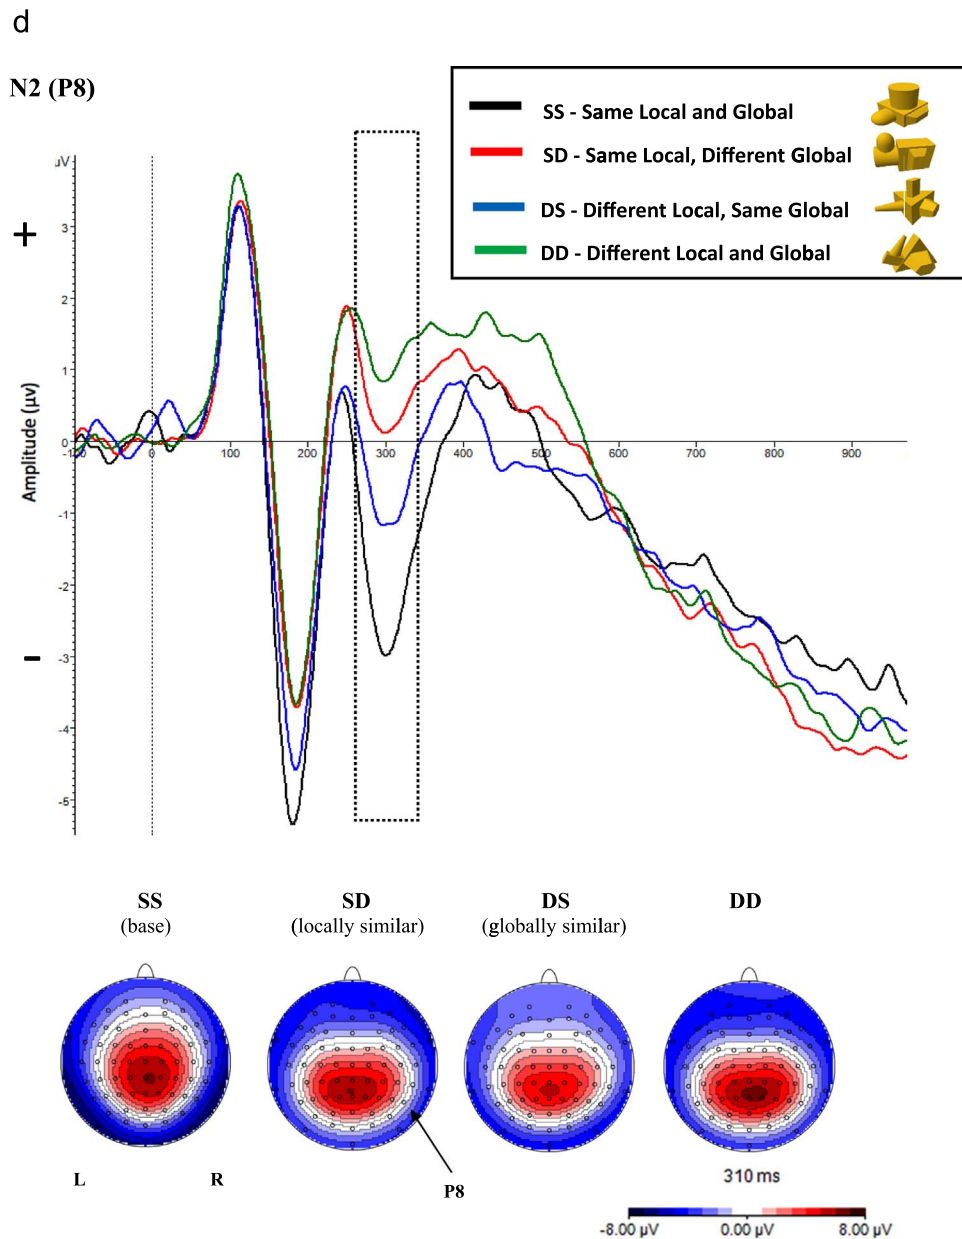 d
N2 (P8)
SS - Same Local and Global
SD - Same Local, Different Global
DS - Different Local, Same Global
DD - Different Local and Global
µV
+
3
2
1
0
-1
-2
-3
-4
-5
-
Amplitude (µv)
0 100 200 300 400 500 600 700 800 900
SS SD DS DD
(base) (locally similar) (globally similar)
L R
P8
310 ms
-8.00 µV 0.00 µV 8.00 µV